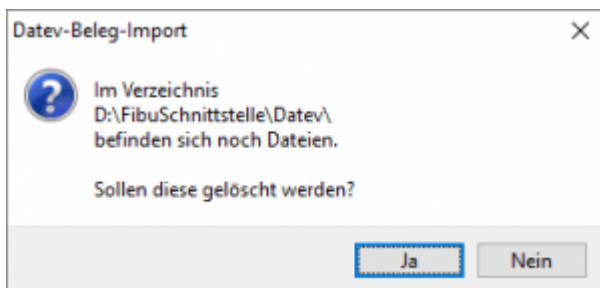 Datev-Beleg-Import
Im Verzeichnis
D:\FibuSchnittstelle\Datev\
befinden sich noch Dateien.
Sollen diese gelöscht werden?
Ja
Nein